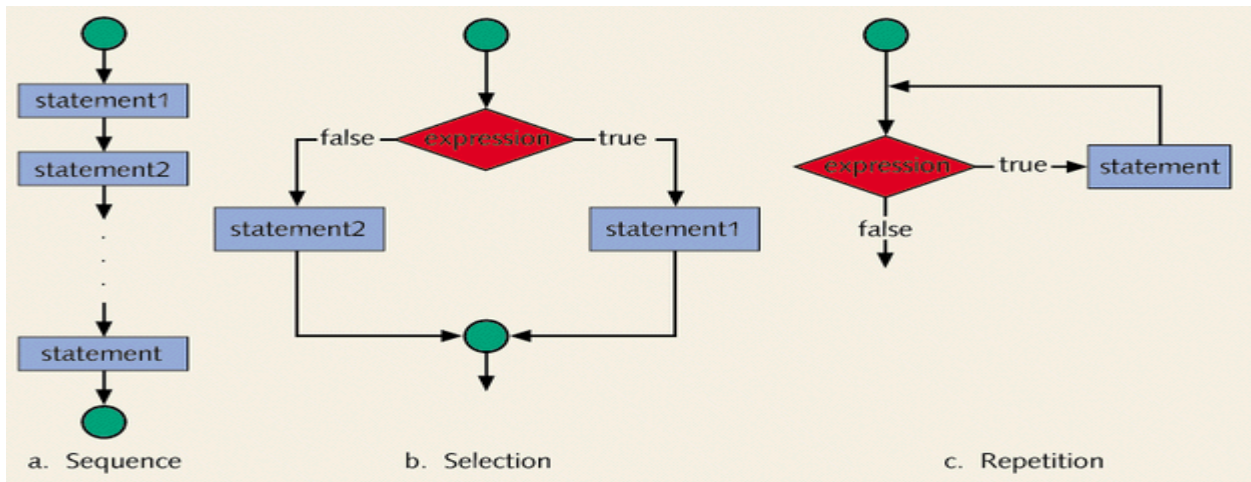 statement1
statement2
.
.
.
statement
a. Sequence
false
expression
true
statement2
statement1
b. Selection
expression
true
statement
false
c. Repetition